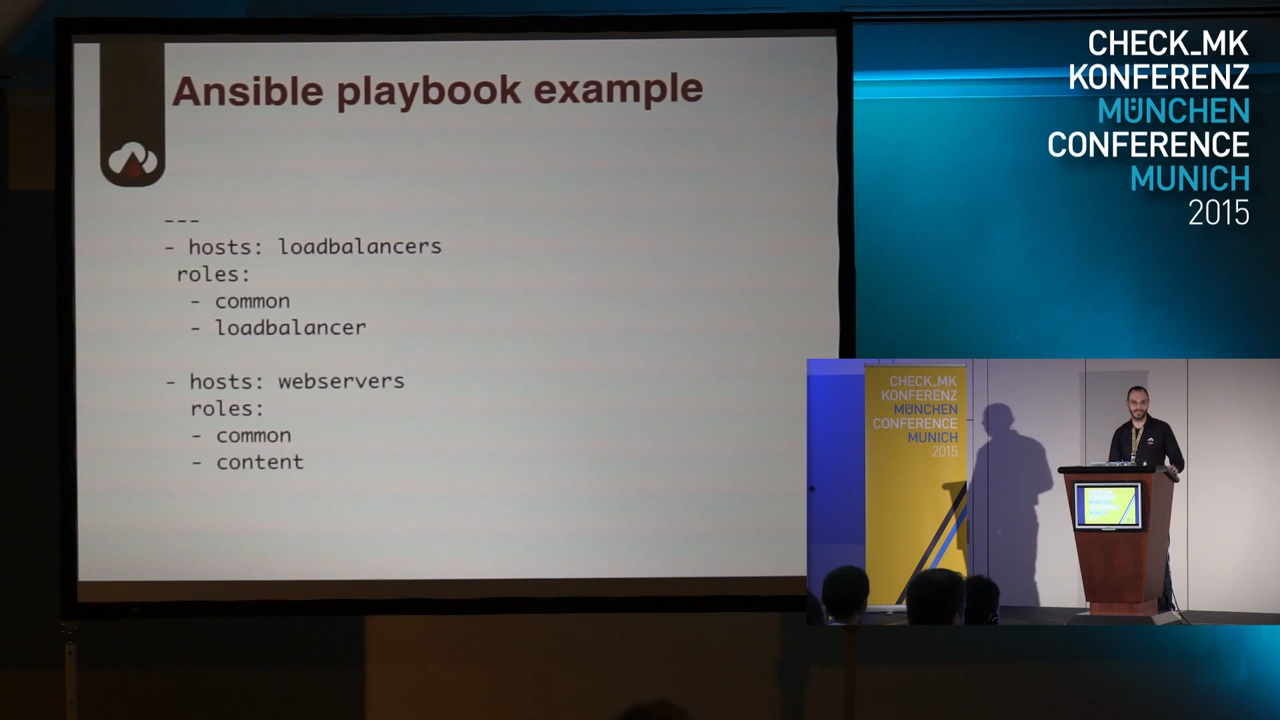 Ansible playbook example
---
- hosts: loadbalancers
roles:
- common
- loadbalancer
- hosts: webservers
roles:
- common
- content
CHECK_MK
KONFERENZ
MÜNCHEN
CONFERENCE
MUNICH
2015
CHECK_MK
KONFERENZ
MÜNCHEN
CONFERENCE
MUNICH
2015